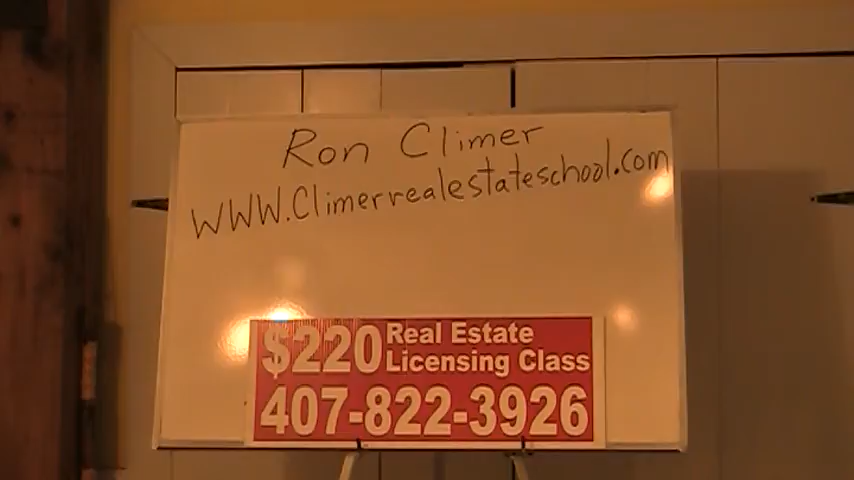 Ron Climer
WWW.Climerrealestateschool.com
$220 Real Estate
Licensing Class
407-822-3926